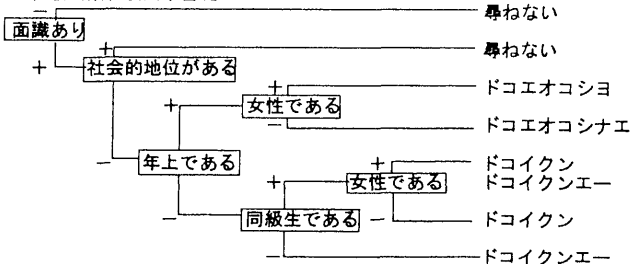 − 尋ねない
面識あり
+ 尋ねない
+ 社会的地位がある
+ ドコエオコシヨ
+ 女性である
− ドコエオコシナエ
− 年上である
+ ドコイクン
+ 女性である ドコイクンエー
− 同級生である − ドコイクン
− ドコイクンエー